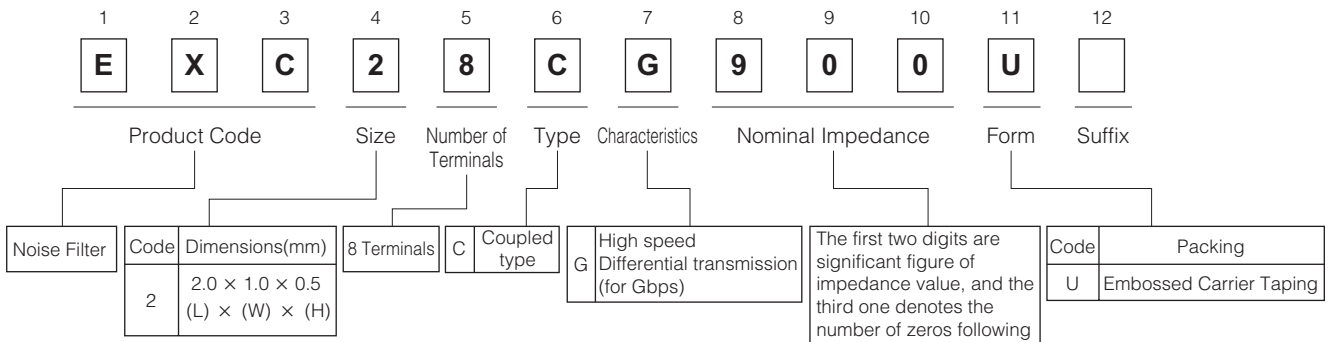 1 2 3 4 5 6 7 8 9 10 11 12
E X C 2 8 C G 9 0 0 U
Product Code Size Number of Terminals Type Characteristics Nominal Impedance Form Suffix
Noise Filter
Code Dimensions(mm)
2 2.0 × 1.0 × 0.5
(L) × (W) × (H)
8 Terminals
C Coupled
type
G High speed
Differential transmission
(for Gbps)
The first two digits are
significant figure of
impedance value, and the
third one denotes the
number of zeros following
Code Packing
U Embossed Carrier Taping